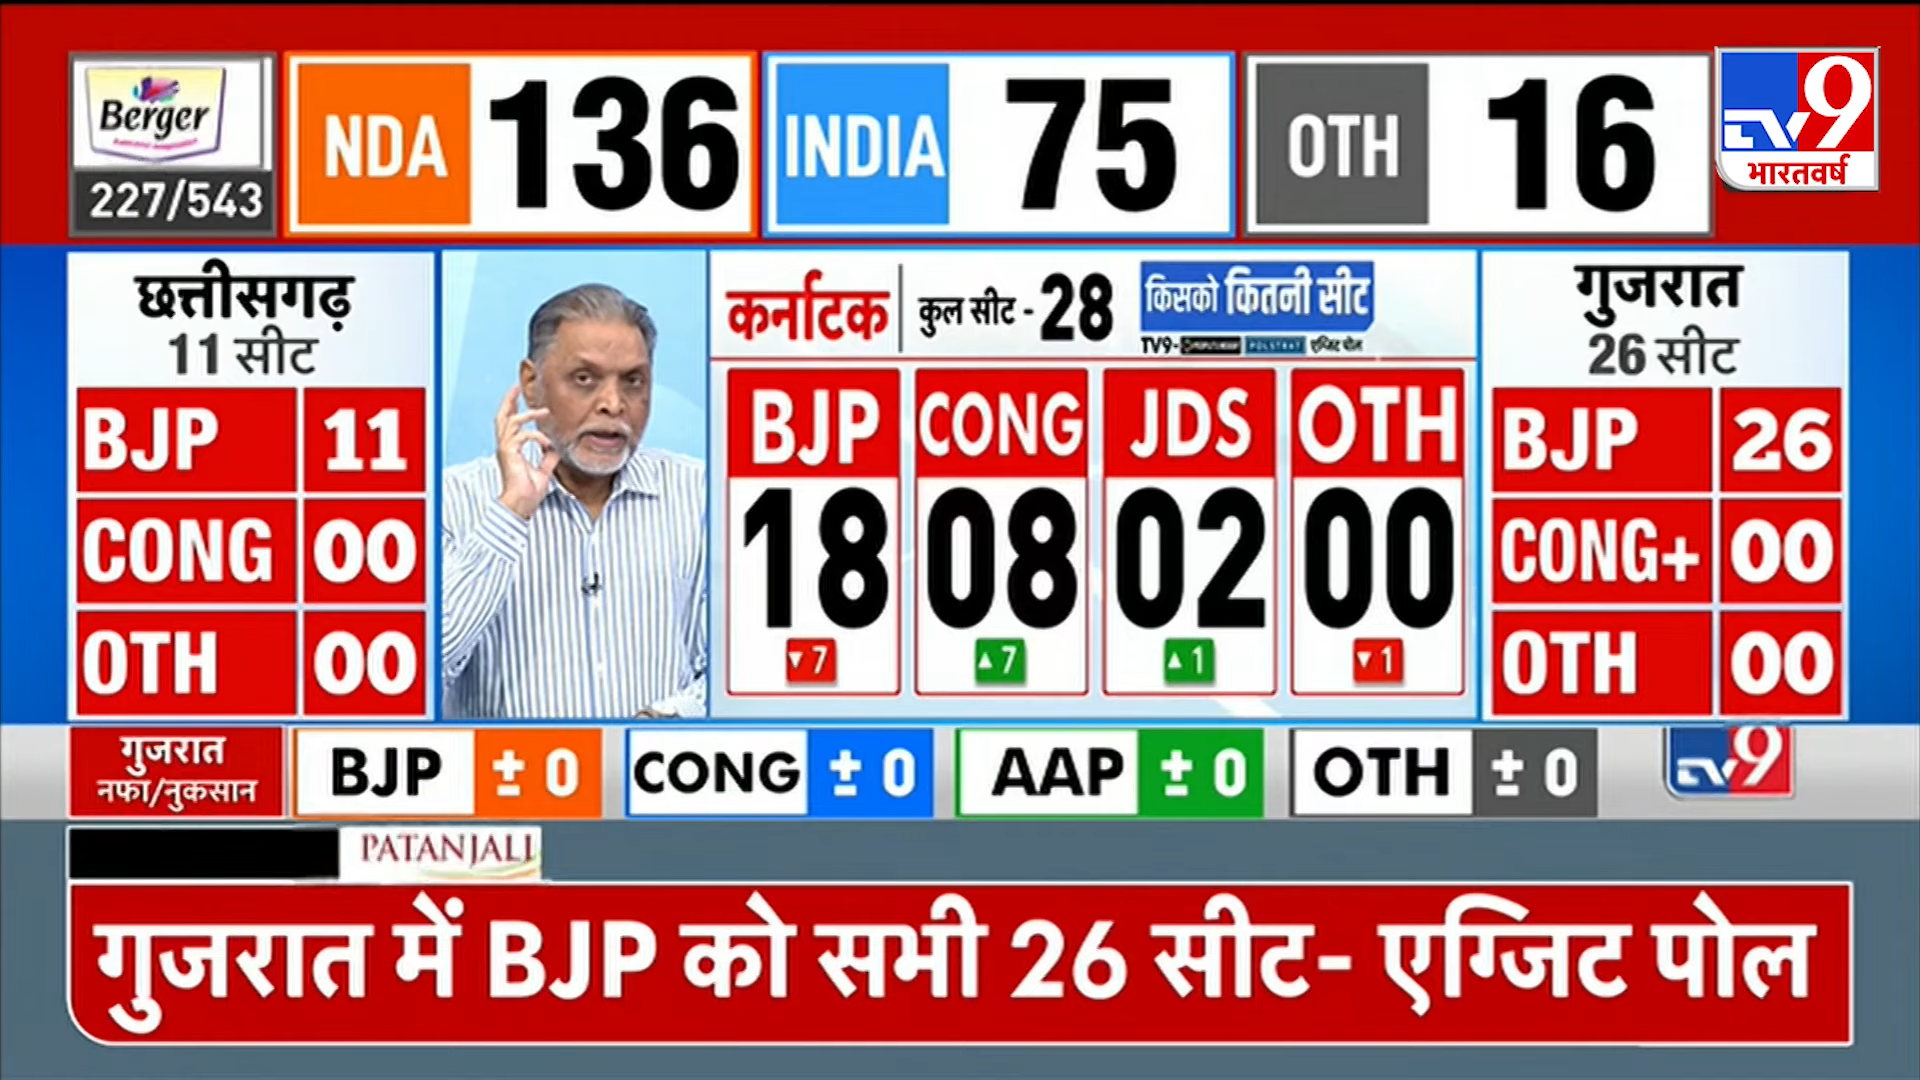 Berger
227/543
NDA 136
INDIA 75
OTH 16
TV9
भारतवर्ष
छत्तीसगढ़
11 सीट
BJP 11
CONG 00
OTH 00
कर्नाटक
कुल सीट - 28
किसको कितनी सीट
TV9- POLSTRAT एग्जिट पोल
BJP CONG JDS OTH
18 08 02 00
▼7 ▲7 ▲1 ▼1
गुजरात
26 सीट
BJP 26
CONG+ 00
OTH 00
गुजरात
नफा/नुकसान
BJP ± 0
CONG ± 0
AAP ± 0
OTH ± 0
TV9
PATANJALI
गुजरात में BJP को सभी 26 सीट- एग्जिट पोल